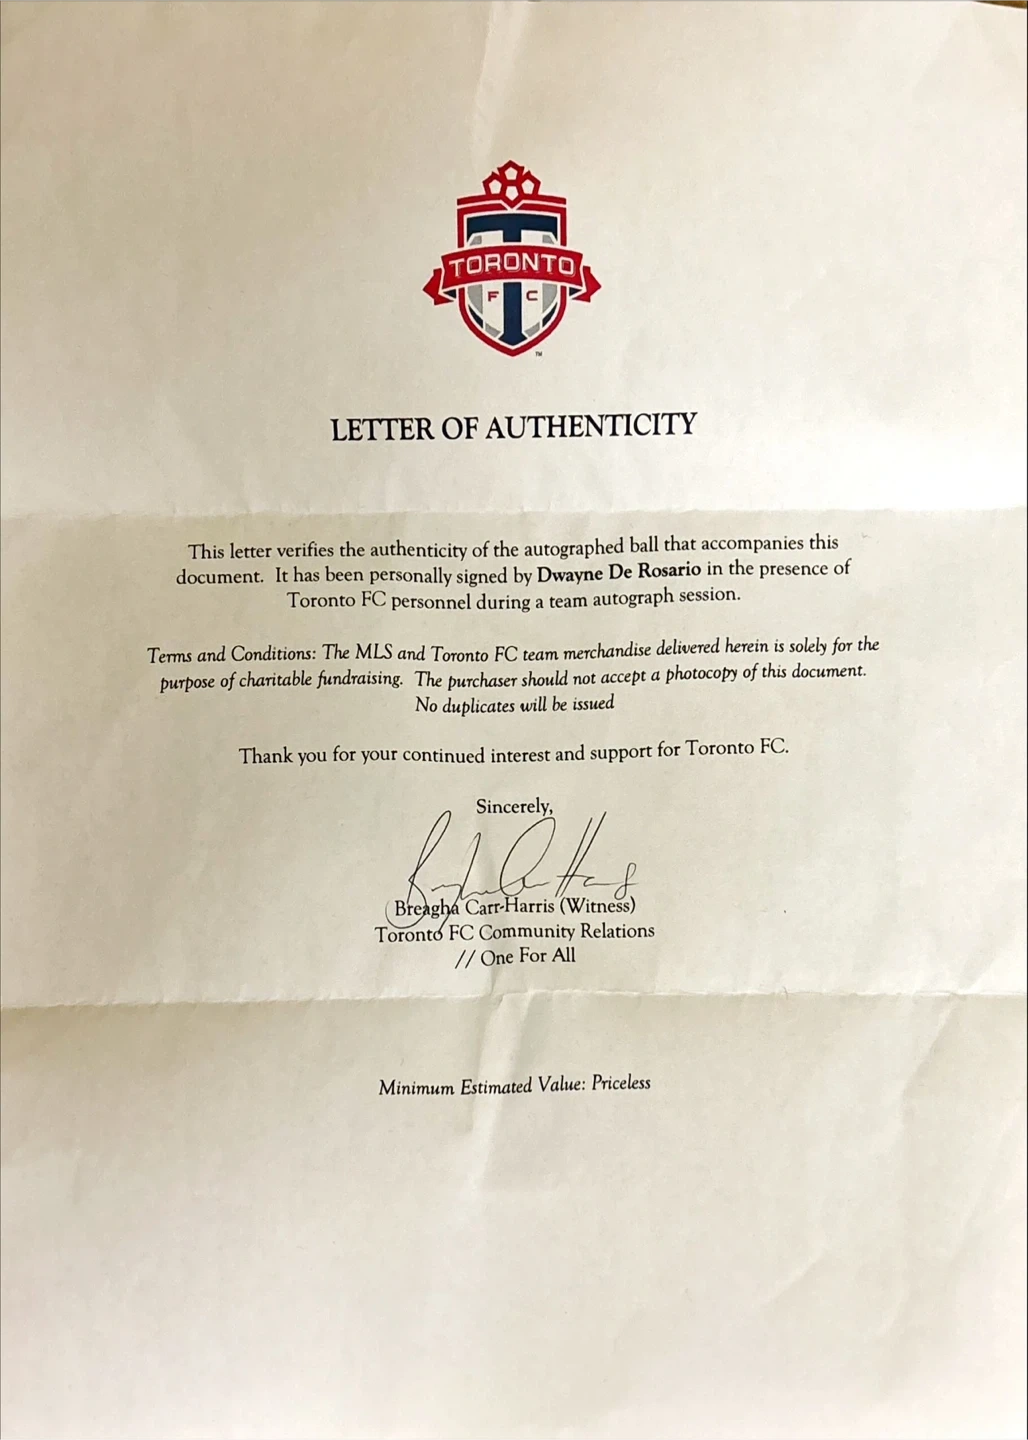 TORONTO
F C
TM
LETTER OF AUTHENTICITY
This letter verifies the authenticity of the autographed ball that accompanies this
document. It has been personally signed by Dwayne De Rosario in the presence of
Toronto FC personnel during a team autograph session.
Terms and Conditions: The MLS and Toronto FC team merchandise delivered herein is solely for the
purpose of charitable fundraising. The purchaser should not accept a photocopy of this document.
No duplicates will be issued
Thank you for your continued interest and support for Toronto FC.
Sincerely,
Breagha Carr-Harris (Witness)
Toronto FC Community Relations
// One For All
Minimum Estimated Value: Priceless